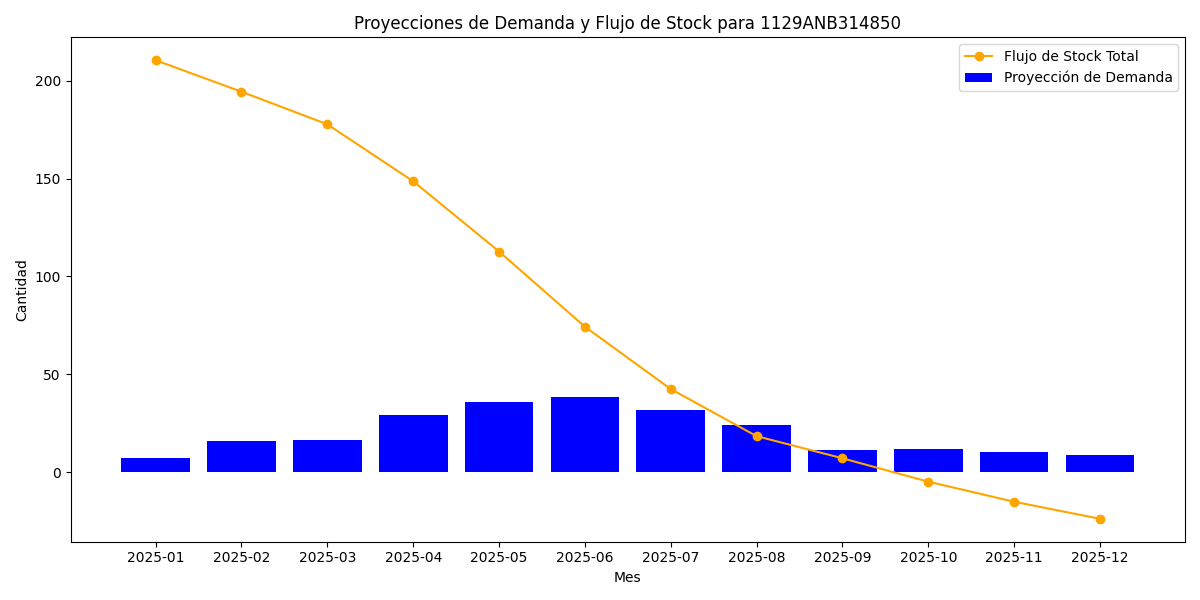 Proyecciones de Demanda y Flujo de Stock para 1129ANB314850
Flujo de Stock Total
Proyección de Demanda
Cantidad
200
150
100
50
0
2025-01 2025-02 2025-03 2025-04 2025-05 2025-06 2025-07 2025-08 2025-09 2025-10 2025-11 2025-12
Mes